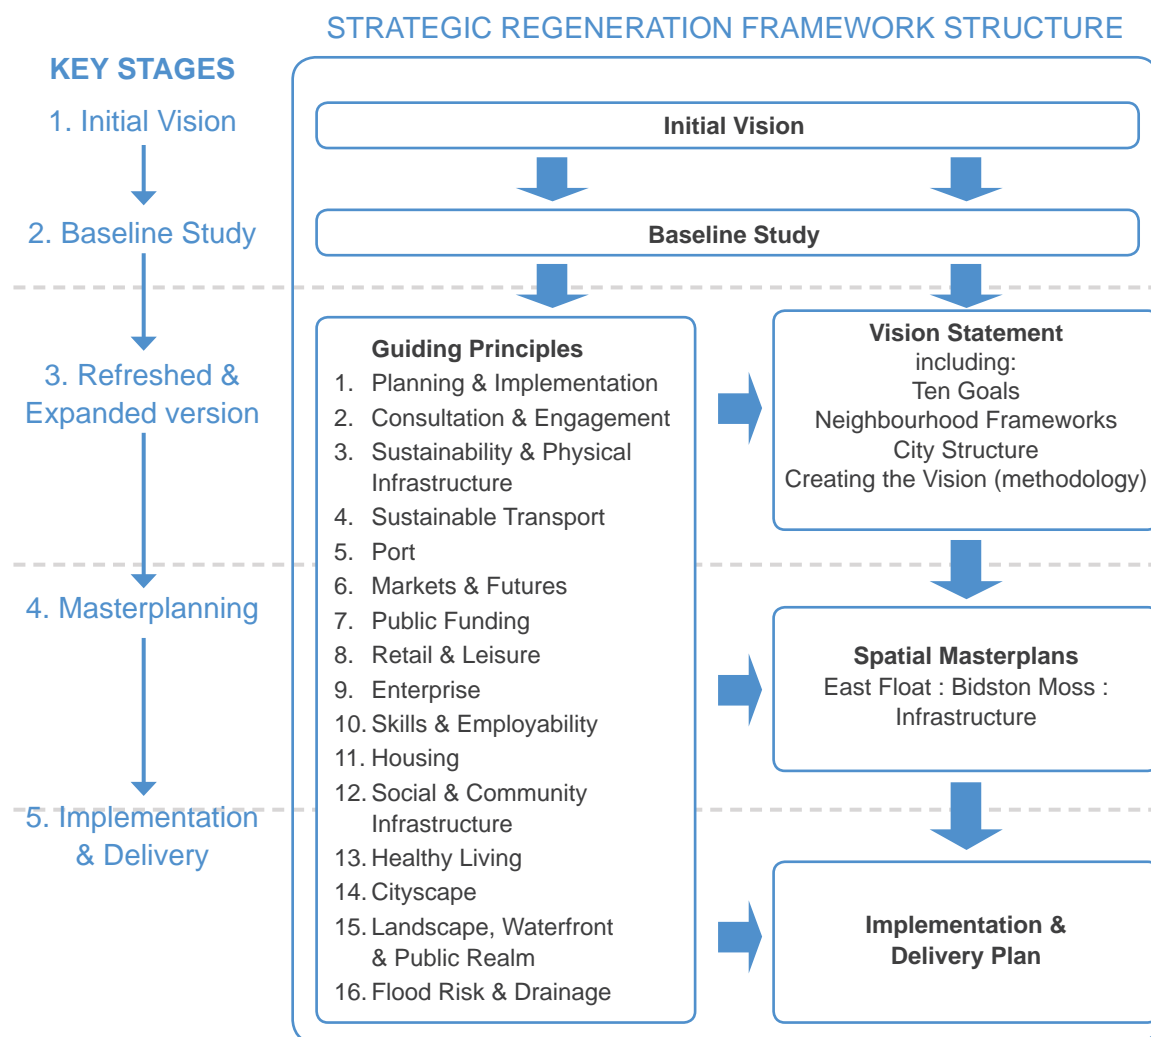 STRATEGIC REGENERATION FRAMEWORK STRUCTURE
KEY STAGES
1. Initial Vision
2. Baseline Study
3. Refreshed &
Expanded version
4. Masterplanning
5. Implementation
& Delivery
Initial Vision
Baseline Study
Guiding Principles
1. Planning & Implementation
2. Consultation & Engagement
3. Sustainability & Physical
Infrastructure
4. Sustainable Transport
5. Port
6. Markets & Futures
7. Public Funding
8. Retail & Leisure
9. Enterprise
10. Skills & Employability
11. Housing
12. Social & Community
Infrastructure
13. Healthy Living
14. Cityscape
15. Landscape, Waterfront
& Public Realm
16. Flood Risk & Drainage
Vision Statement
including:
Ten Goals
Neighbourhood Frameworks
City Structure
Creating the Vision (methodology)
Spatial Masterplans
East Float : Bidston Moss :
Infrastructure
Implementation &
Delivery Plan